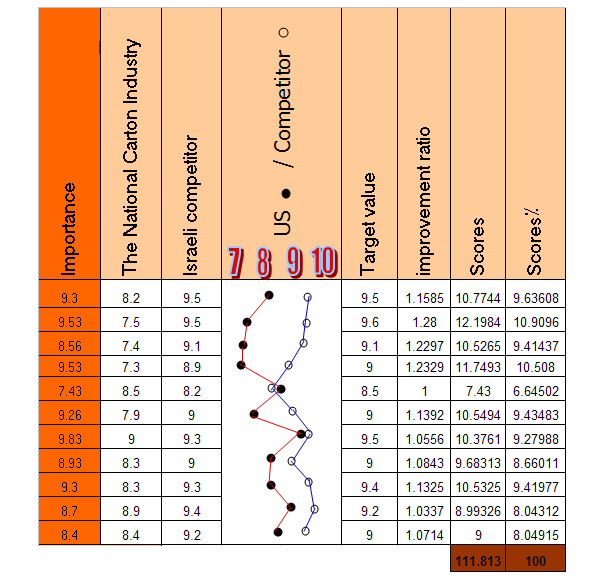 Importance
The National Carton Industry
Israeli competitor
US ● / Competitor ○
7 8 9 10
Target value
improvement ratio
Scores
Scores%
9.3 8.2 9.5 9.5 1.1585 10.7744 9.63608
9.53 7.5 9.5 9.6 1.28 12.1984 10.9096
8.56 7.4 9.1 9.1 1.2297 10.5265 9.41437
9.53 7.3 8.9 9 1.2329 11.7493 10.508
7.43 8.5 8.2 8.5 1 7.43 6.64502
9.26 7.9 9 9 1.1392 10.5494 9.43483
9.83 9 9.3 9.5 1.0556 10.3761 9.27988
8.93 8.3 9 9 1.0843 9.68313 8.66011
9.3 8.3 9.3 9.4 1.1325 10.5325 9.41977
8.7 8.9 9.4 9.2 1.0337 8.99326 8.04312
8.4 8.4 9.2 9 1.0714 9 8.04915
111.813 100